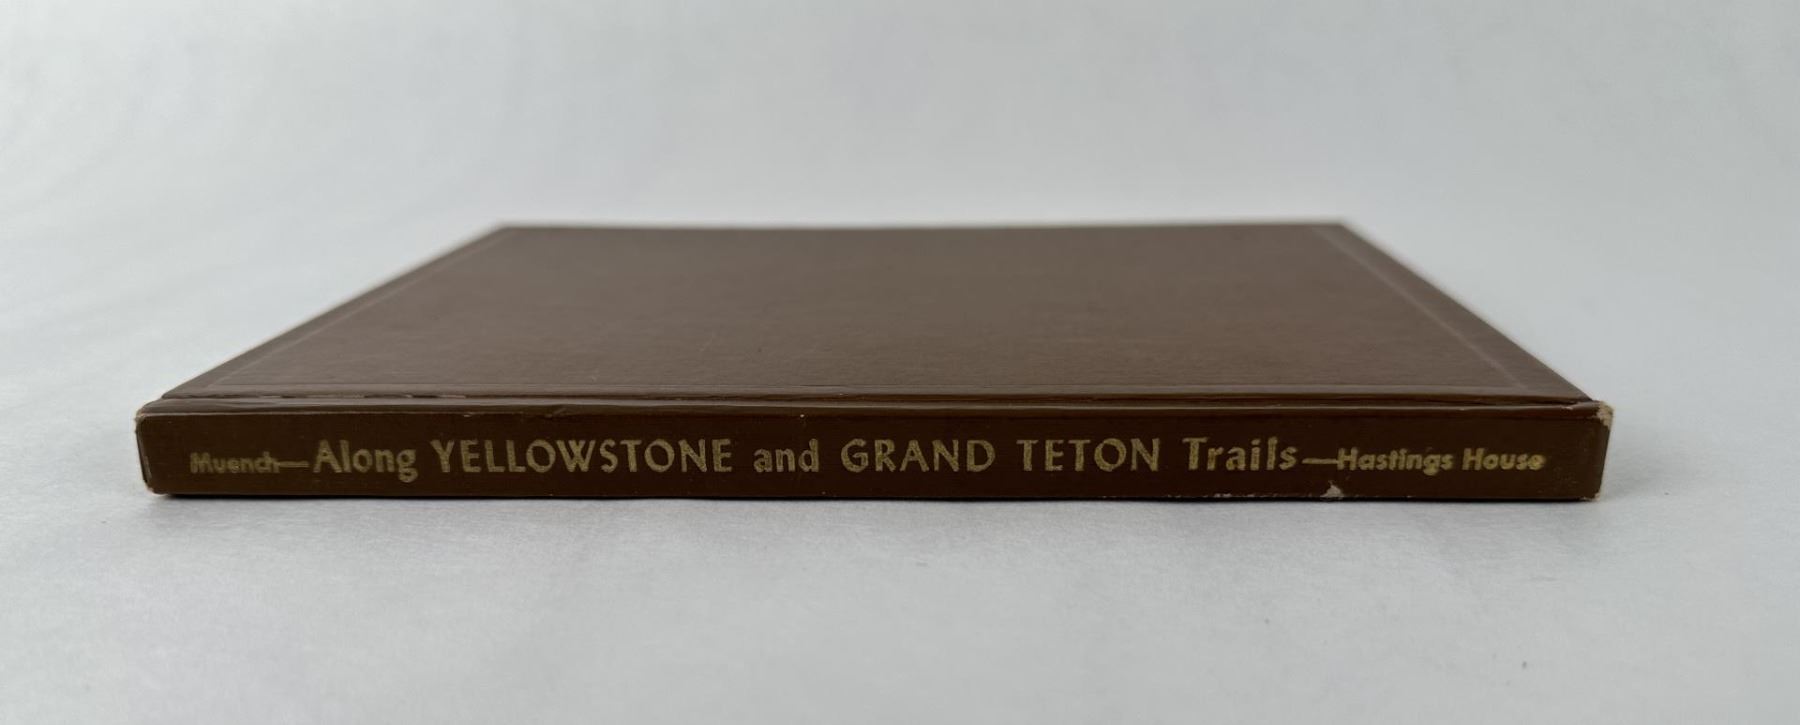 Muench—Along YELLOWSTONE and GRAND TETON Trails—Hastings House